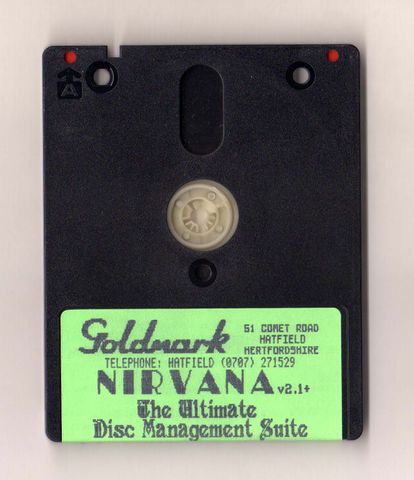 A
Goldmark
51 COMET ROAD
HATFIELD
HERTFORDSHIRE
TELEPHONE: HATFIELD (0707) 271529
NIRVANA v2.1+
The Ultimate
Disc Management Suite